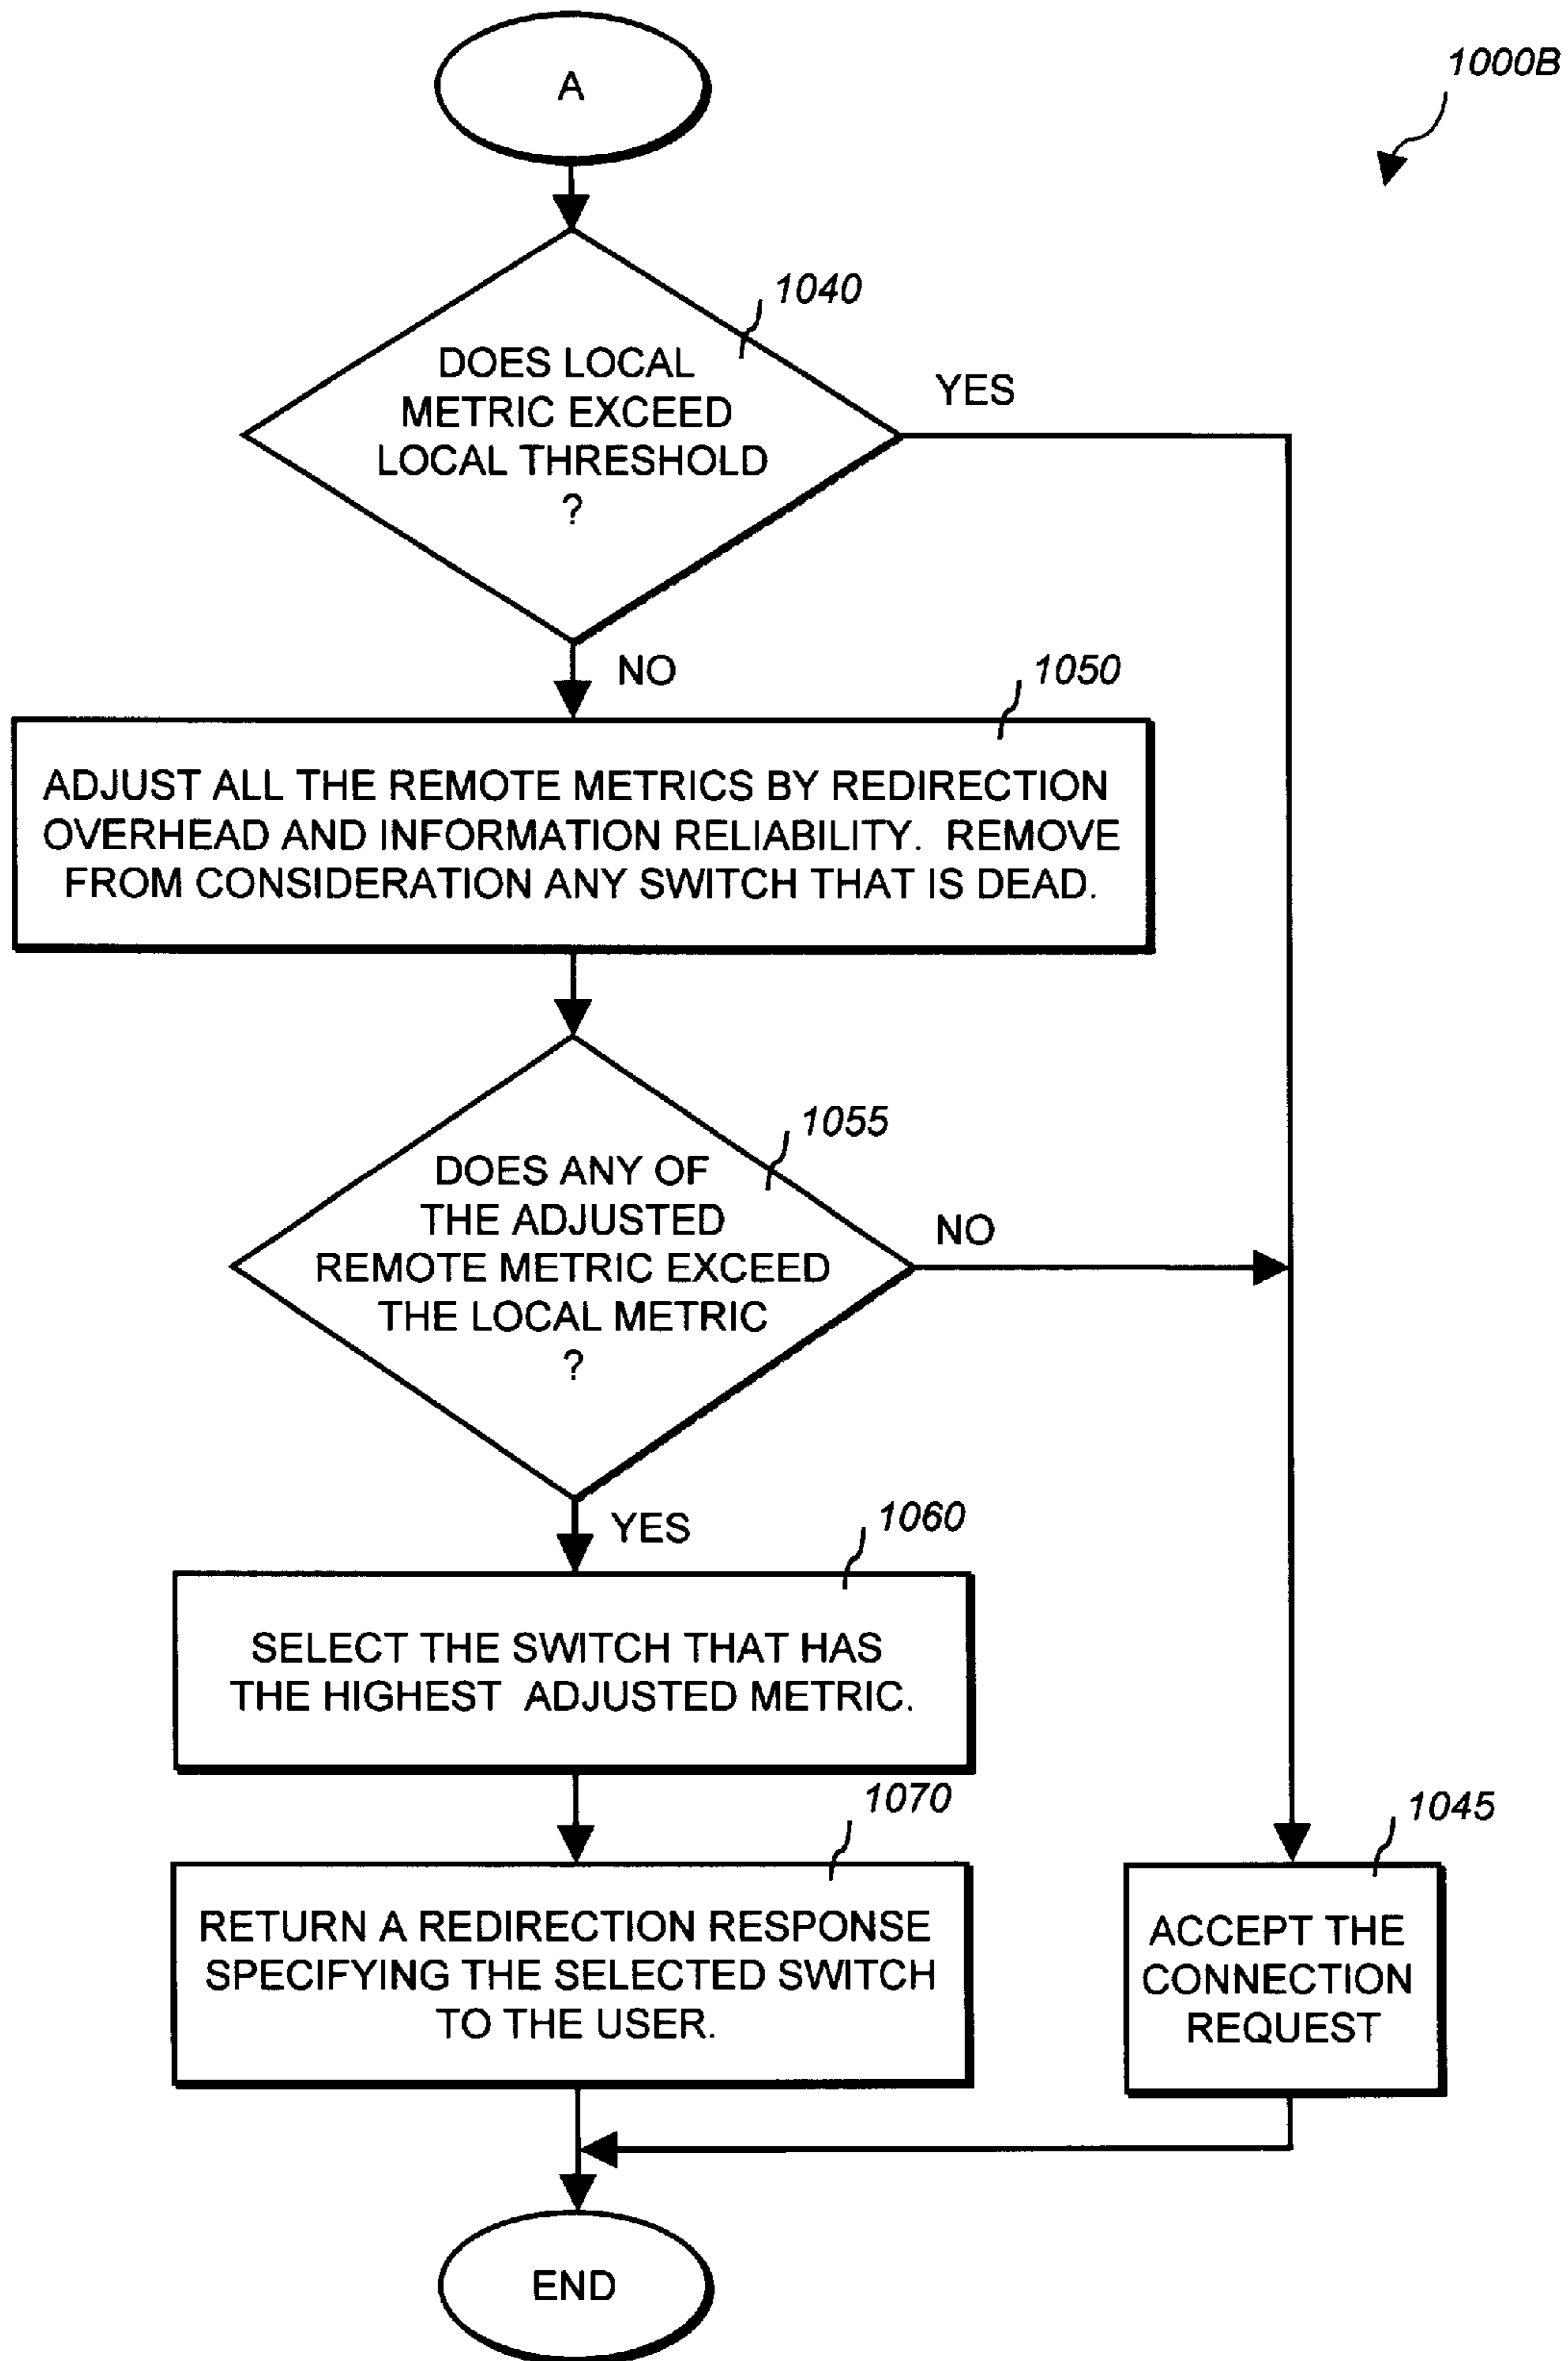 A
1000B
1040
DOES LOCAL
METRIC EXCEED
LOCAL THRESHOLD
?
YES
NO
1050
ADJUST ALL THE REMOTE METRICS BY REDIRECTION
OVERHEAD AND INFORMATION RELIABILITY. REMOVE
FROM CONSIDERATION ANY SWITCH THAT IS DEAD.
1055
DOES ANY OF
THE ADJUSTED
REMOTE METRIC EXCEED
THE LOCAL METRIC
?
NO
YES
1060
SELECT THE SWITCH THAT HAS
THE HIGHEST ADJUSTED METRIC.
1070
RETURN A REDIRECTION RESPONSE
SPECIFYING THE SELECTED SWITCH
TO THE USER.
1045
ACCEPT THE
CONNECTION
REQUEST
END